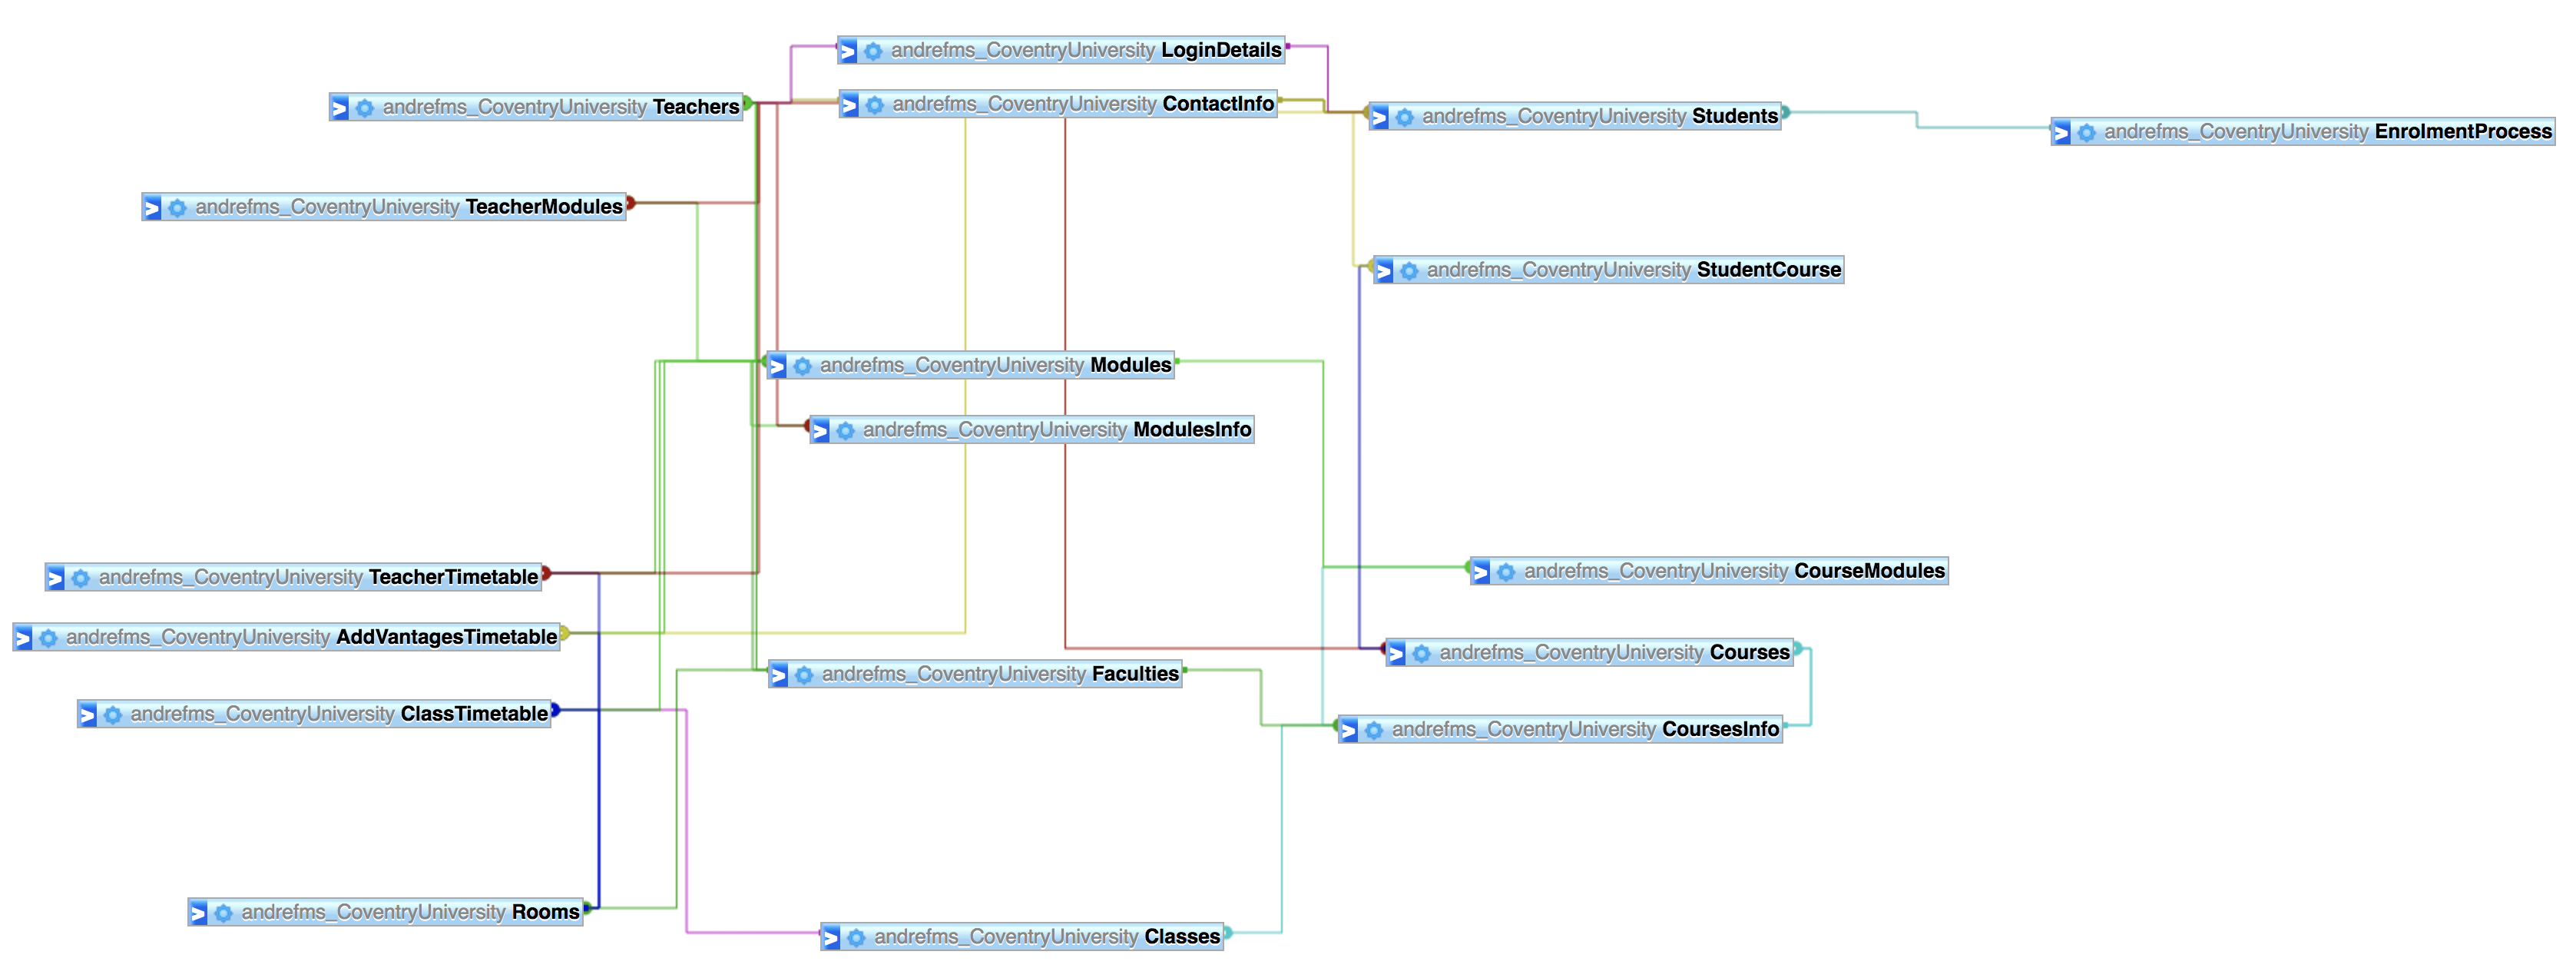 andrefms_CoventryUniversity LoginDetails
andrefms_CoventryUniversity Teachers
andrefms_CoventryUniversity ContactInfo
andrefms_CoventryUniversity Students
andrefms_CoventryUniversity EnrolmentProcess
andrefms_CoventryUniversity TeacherModules
andrefms_CoventryUniversity StudentCourse
andrefms_CoventryUniversity Modules
andrefms_CoventryUniversity ModulesInfo
andrefms_CoventryUniversity TeacherTimetable
andrefms_CoventryUniversity CourseModules
andrefms_CoventryUniversity AddVantagesTimetable
andrefms_CoventryUniversity Courses
andrefms_CoventryUniversity Faculties
andrefms_CoventryUniversity ClassTimetable
andrefms_CoventryUniversity CoursesInfo
andrefms_CoventryUniversity Rooms
andrefms_CoventryUniversity Classes